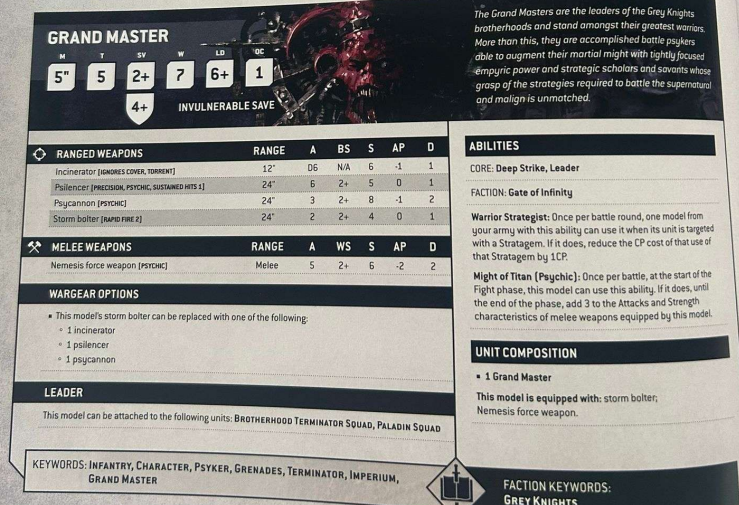 GRAND MASTER
M T SV W LD OC
5" 5 2+ 7 6+ 1
4+ INVULNERABLE SAVE
The Grand Masters are the leaders of the Grey Knights
brotherhoods and stand amongst their greatest warriors.
More than this, they are accomplished battle psykers
able to augment their martial might with tightly focused
empyric power and strategic scholars and savants whose
grasp of the strategies required to battle the supernatural
and malign is unmatched.
RANGED WEAPONS RANGE A BS S AP D
Incinerator [IGNORES COVER, TORRENT] 12" D6 N/A 6 -1 1
Psilencer [PRECISION, PSYCHIC, SUSTAINED HITS 1] 24" 6 2+ 5 0 1
Psycannon [PSYCHIC] 24" 3 2+ 8 -1 2
Storm bolter [RAPID FIRE 2] 24" 2 2+ 4 0 1
MELEE WEAPONS RANGE A WS S AP D
Nemesis force weapon [PSYCHIC] Melee 5 2+ 6 -2 2
WARGEAR OPTIONS
▪ This model's storm bolter can be replaced with one of the following:
◦ 1 incinerator
◦ 1 psilencer
◦ 1 psycannon
LEADER
This model can be attached to the following units: BROTHERHOOD TERMINATOR SQUAD, PALADIN SQUAD
ABILITIES
CORE: Deep Strike, Leader
FACTION: Gate of Infinity
Warrior Strategist: Once per battle round, one model from
your army with this ability can use it when its unit is targeted
with a Stratagem. If it does, reduce the CP cost of that use of
that Stratagem by 1CP.
Might of Titan (Psychic): Once per battle, at the start of the
Fight phase, this model can use this ability. If it does, until
the end of the phase, add 3 to the Attacks and Strength
characteristics of melee weapons equipped by this model.
UNIT COMPOSITION
▪ 1 Grand Master
This model is equipped with: storm bolter;
Nemesis force weapon.
KEYWORDS: INFANTRY, CHARACTER, PSYKER, GRENADES, TERMINATOR, IMPERIUM,
GRAND MASTER
FACTION KEYWORDS:
GREY KNIGHTS